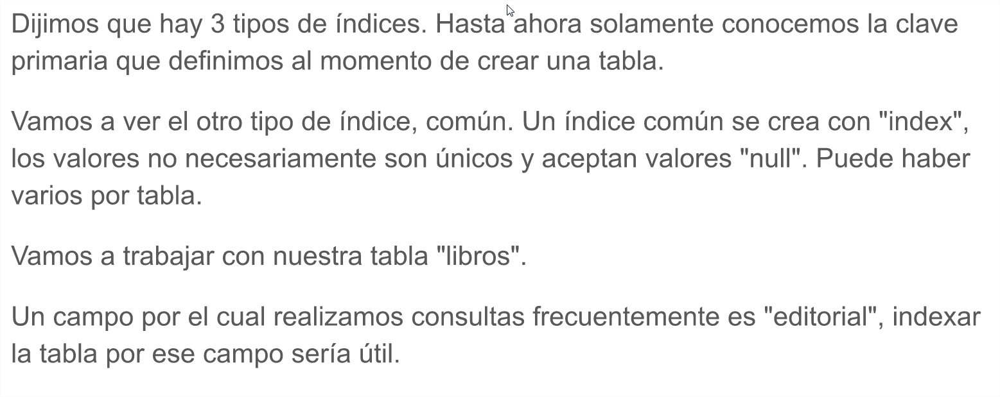 Dijimos que hay 3 tipos de índices. Hasta ahora solamente conocemos la clave
primaria que definimos al momento de crear una tabla.
Vamos a ver el otro tipo de índice, común. Un índice común se crea con "index",
los valores no necesariamente son únicos y aceptan valores "null". Puede haber
varios por tabla.
Vamos a trabajar con nuestra tabla "libros".
Un campo por el cual realizamos consultas frecuentemente es "editorial", indexar
la tabla por ese campo sería útil.